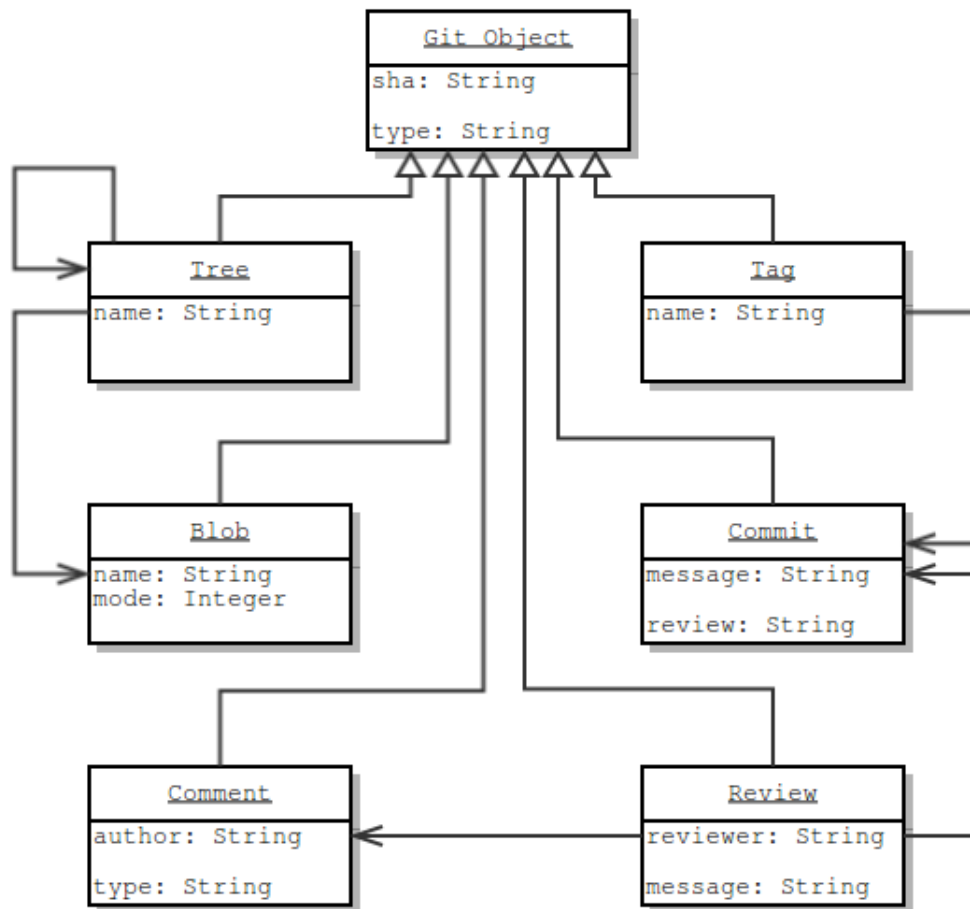 Git Object
sha: String
type: String
Tree
name: String
Tag
name: String
Blob
name: String
mode: Integer
Commit
message: String
review: String
Comment
author: String
type: String
Review
reviewer: String
message: String